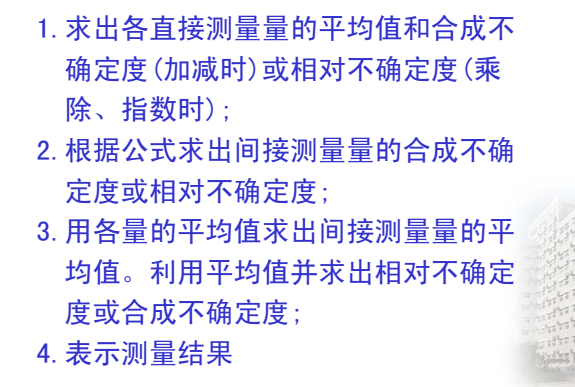 1.求出各直接测量量的平均值和合成不
确定度(加减时)或相对不确定度(乘
除、指数时);
2.根据公式求出间接测量量的合成不确
定度或相对不确定度;
3.用各量的平均值求出间接测量量的平
均值。利用平均值并求出相对不确定
度或合成不确定度;
4.表示测量结果